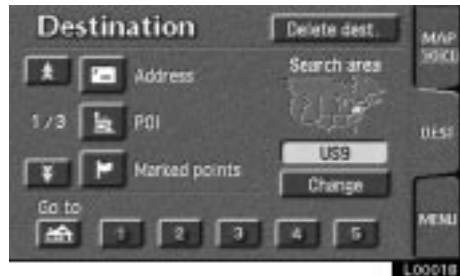 Destination
Delete dest.
MAP
VOICE
Search area
Address
1/3
POI
DEST
US9
Marked points
Change
Go to
1 2 3 4 5
MENU
L00018